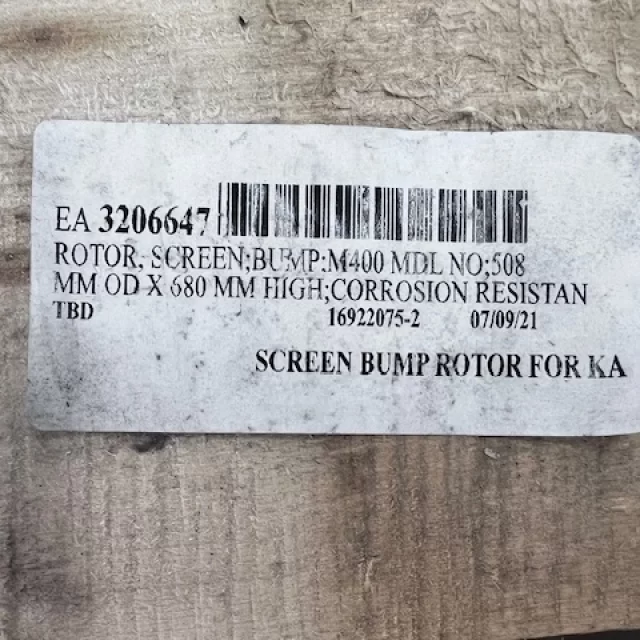 EA 3206647
ROTOR; SCREEN;BUMP:M400 MDL NO;508
MM OD X 680 MM HIGH;CORROSION RESISTAN
TBD 16922075-2 07/09/21
SCREEN BUMP ROTOR FOR KA